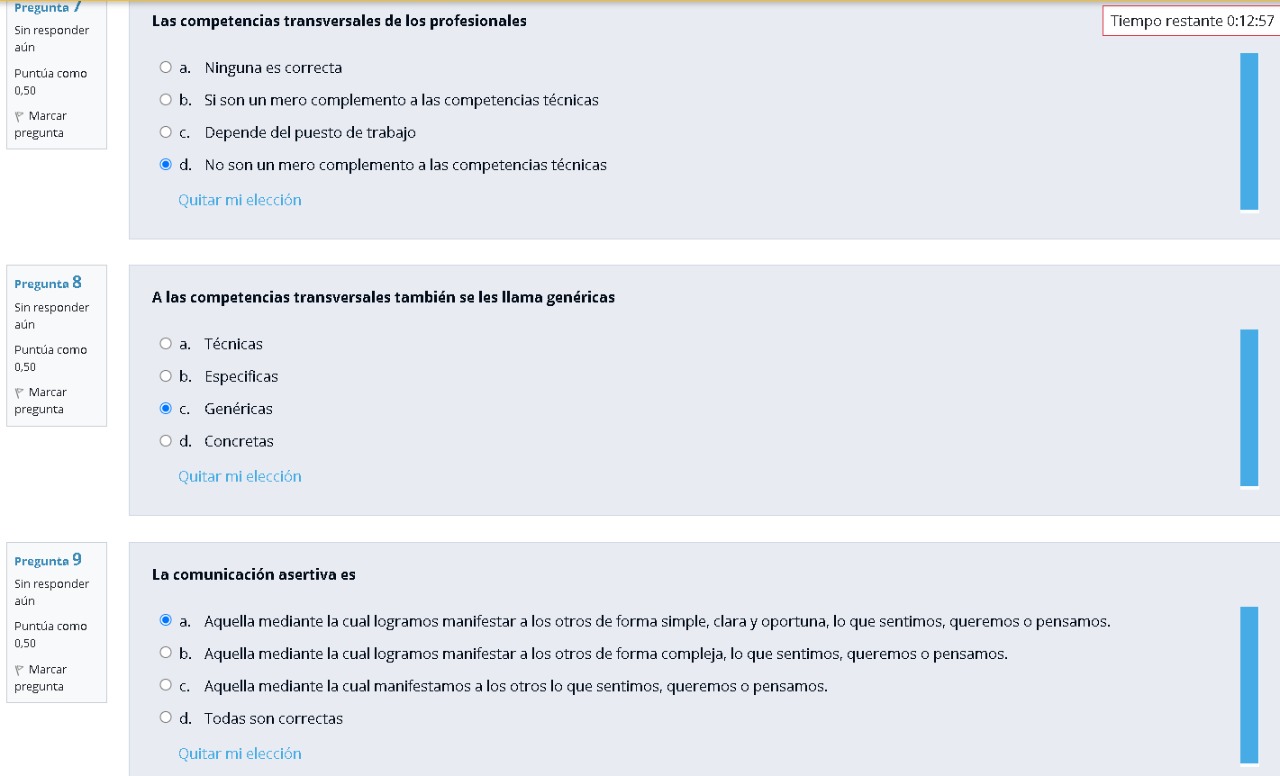 Pregunta 7
Sin responder
aún
Puntúa como
0,50
Marcar
pregunta
Las competencias transversales de los profesionales
Tiempo restante 0:12:57
a. Ninguna es correcta
b. Si son un mero complemento a las competencias técnicas
c. Depende del puesto de trabajo
d. No son un mero complemento a las competencias técnicas
Quitar mi elección
Pregunta 8
Sin responder
aún
Puntúa como
0,50
Marcar
pregunta
A las competencias transversales también se les llama genéricas
a. Técnicas
b. Especificas
c. Genéricas
d. Concretas
Quitar mi elección
Pregunta 9
Sin responder
aún
Puntúa como
0,50
Marcar
pregunta
La comunicación asertiva es
a. Aquella mediante la cual logramos manifestar a los otros de forma simple, clara y oportuna, lo que sentimos, queremos o pensamos.
b. Aquella mediante la cual logramos manifestar a los otros de forma compleja, lo que sentimos, queremos o pensamos.
c. Aquella mediante la cual manifestamos a los otros lo que sentimos, queremos o pensamos.
d. Todas son correctas
Quitar mi elección